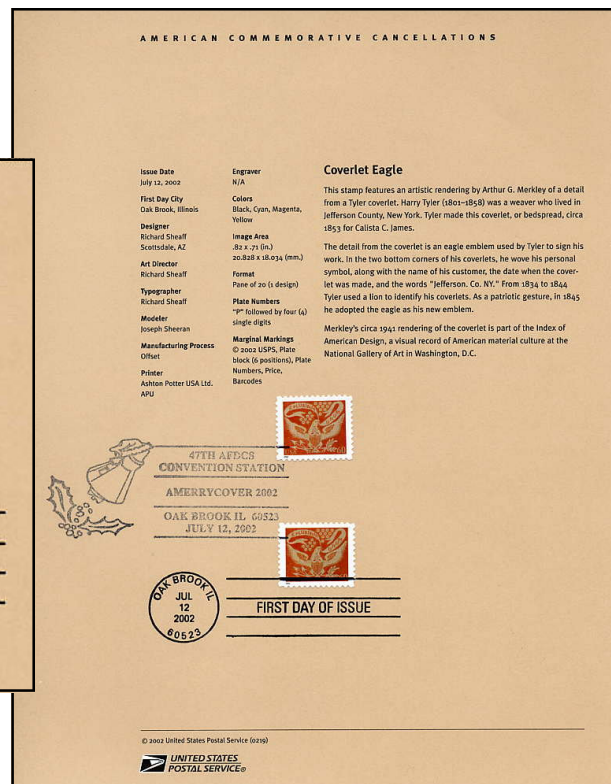 AMERICAN COMMEMORATIVE CANCELLATIONS
Issue Date
July 12, 2002
First Day City
Oak Brook, Illinois
Designer
Richard Sheaff
Scottsdale, AZ
Art Director
Richard Sheaff
Typographer
Richard Sheaff
Modeler
Joseph Sheeran
Manufacturing Process
Offset
Printer
Ashton Potter USA Ltd.
APU
Engraver
N/A
Colors
Black, Cyan, Magenta,
Yellow
Image Area
.82 x .71 (in.)
20.828 x 18.034 (mm.)
Format
Pane of 20 (1 design)
Plate Numbers
"P" followed by four (4)
single digits
Marginal Markings
© 2002 USPS, Plate
block (6 positions), Plate
Numbers, Price,
Barcodes
Coverlet Eagle
This stamp features an artistic rendering by Arthur G. Merkley of a detail
from a Tyler coverlet. Harry Tyler (1801–1858) was a weaver who lived in
Jefferson County, New York. Tyler made this coverlet, or bedspread, circa
1853 for Calista C. James.
The detail from the coverlet is an eagle emblem used by Tyler to sign his
work. In the two bottom corners of his coverlets, he wove his personal
symbol, along with the name of his customer, the date when the cover-
let was made, and the words "Jefferson. Co. NY." From 1834 to 1844
Tyler used a lion to identify his coverlets. As a patriotic gesture, in 1845
he adopted the eagle as his new emblem.
Merkley's circa 1941 rendering of the coverlet is part of the Index of
American Design, a visual record of American material culture at the
National Gallery of Art in Washington, D.C.
47TH AFDCS
CONVENTION STATION
AMERRYCOVER 2002
OAK BROOK IL 60523
JULY 12, 2002
OAK BROOK IL
JUL
12
2002
60523
FIRST DAY OF ISSUE
© 2002 United States Postal Service (0219)
UNITED STATES
POSTAL SERVICE®